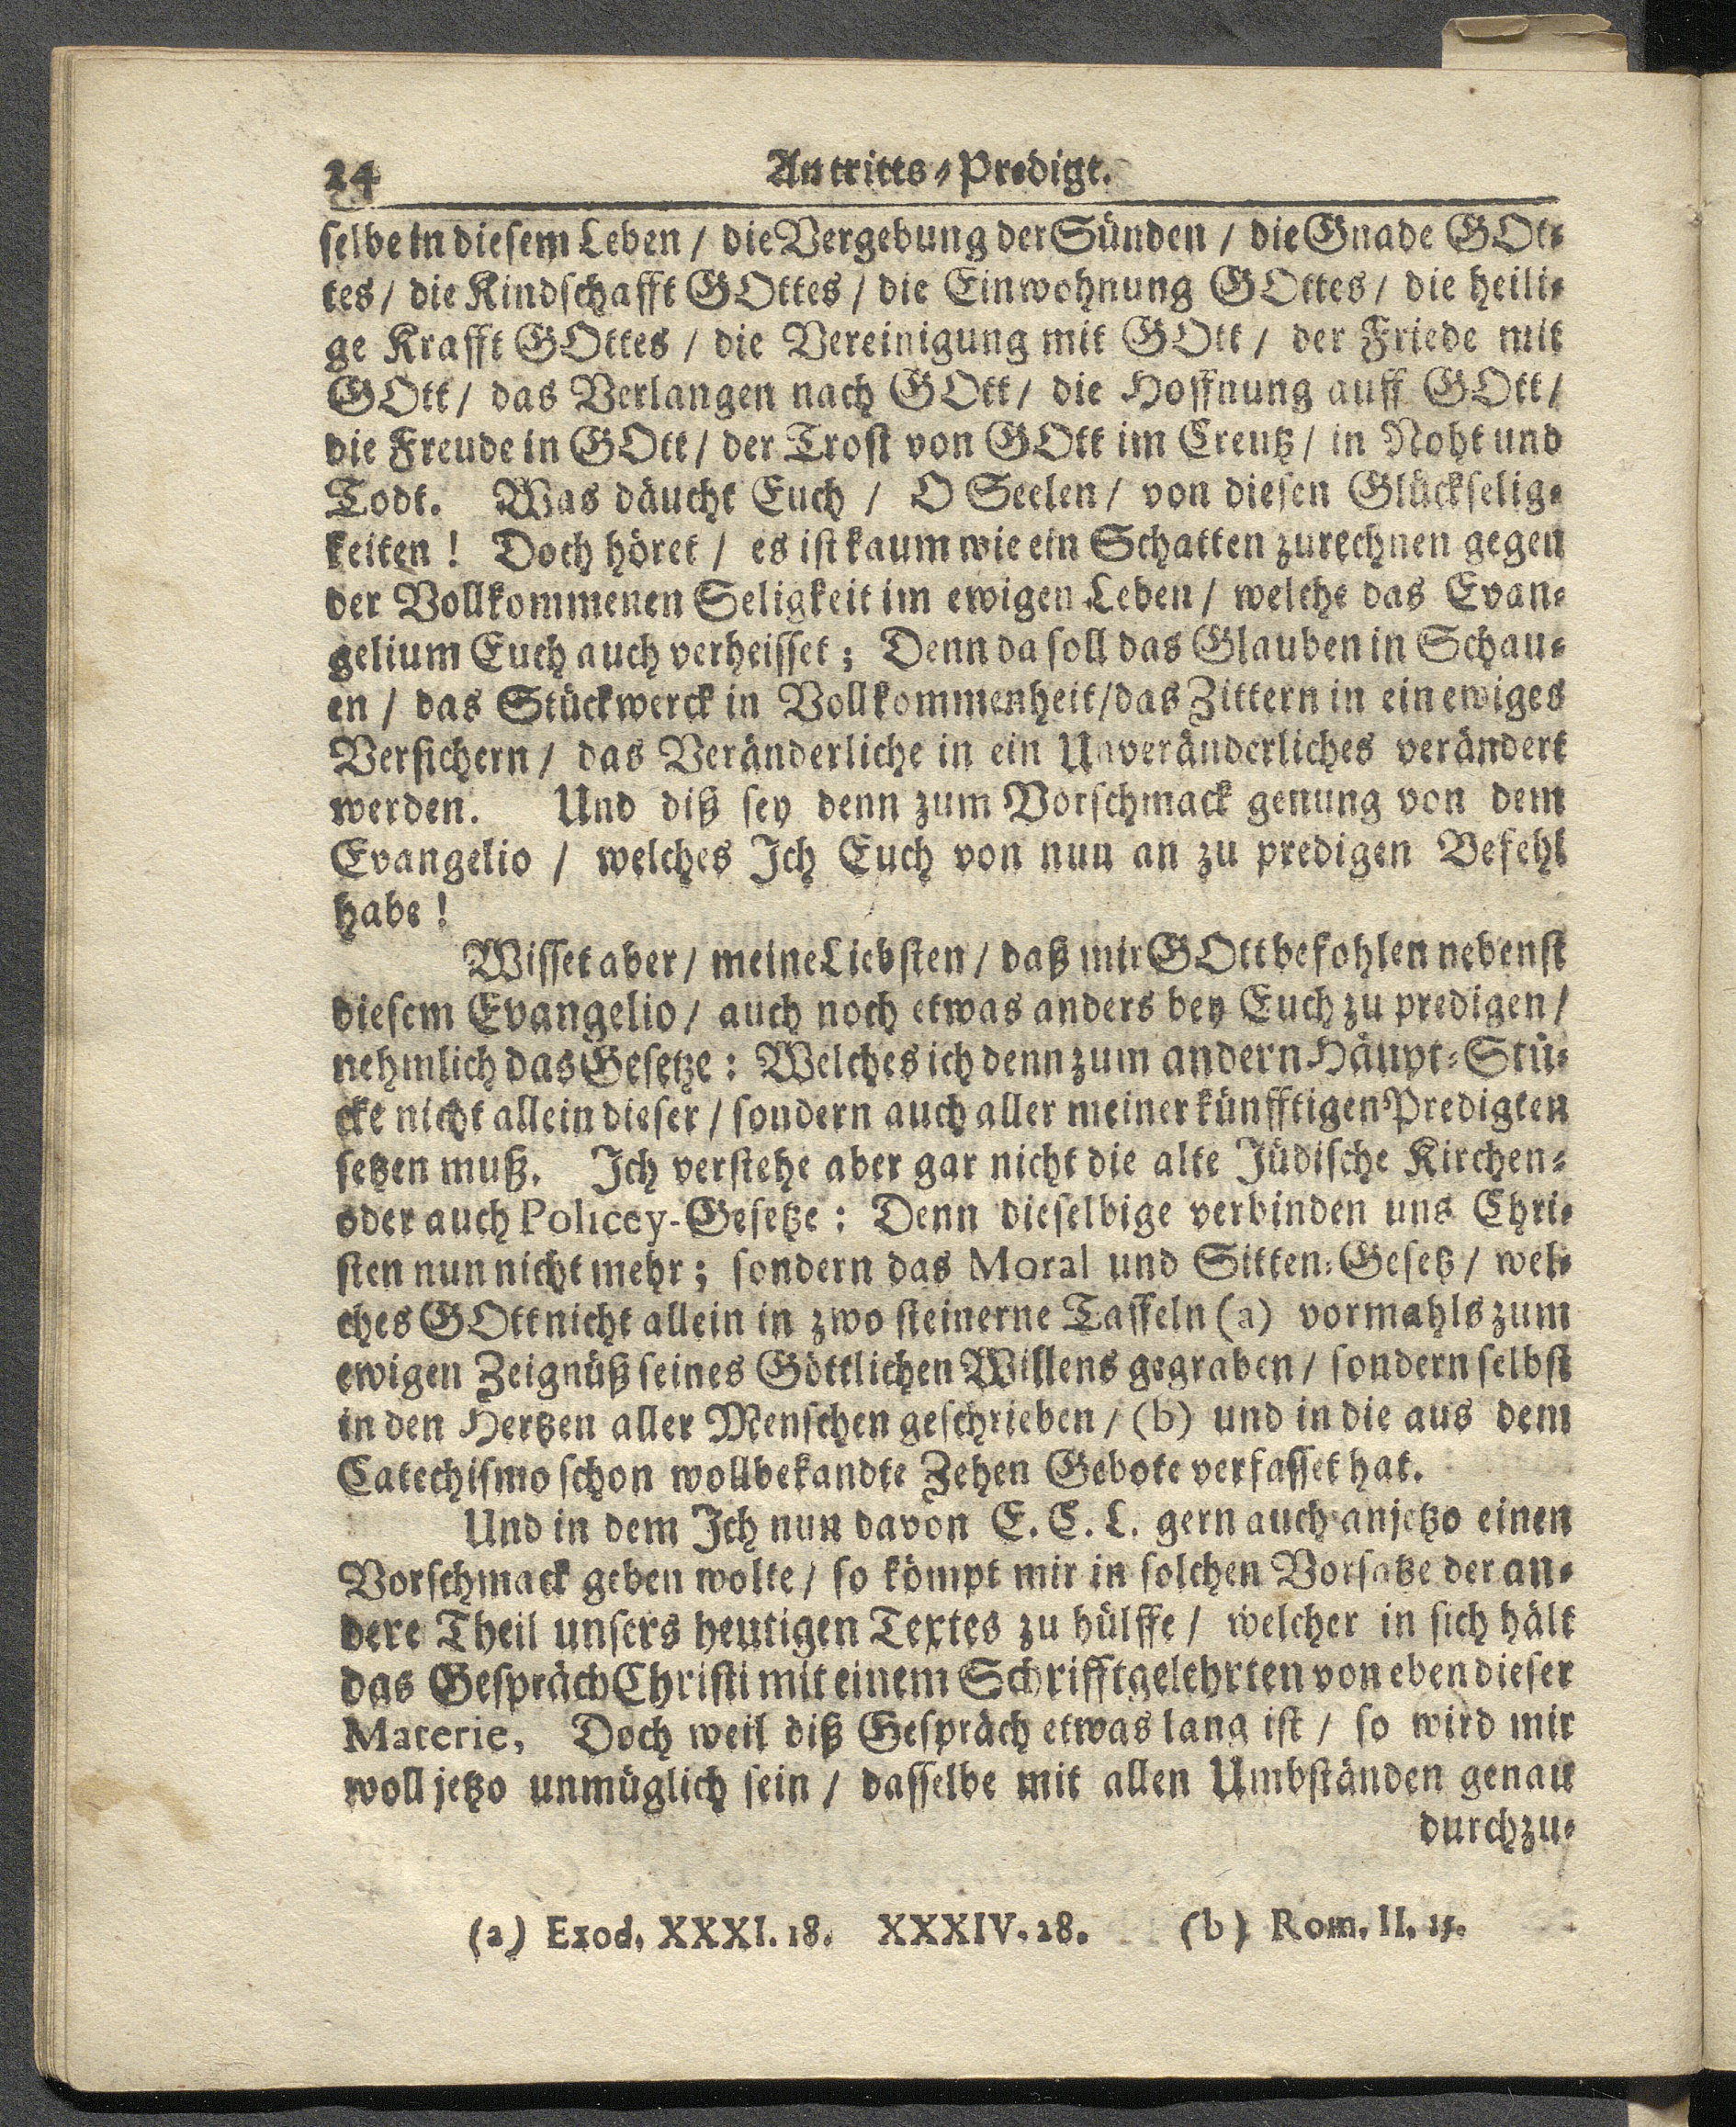 24 Antritts-Predigt.
selbe in diesem Leben / die Vergebung der Sünden / die Gnade GOt-
tes / die Kindschafft GOttes / die Einwohnung GOttes / die heili-
ge Krafft GOttes / die Vereinigung mit GOtt / der Friede mit
GOtt / das Verlangen nach GOtt / die Hoffnung auff GOtt /
die Freude in GOtt / der Trost von GOtt im Creutz / in Noht und
Todt. Was däucht Euch / O Seelen / von diesen Glückselig-
keiten ! Doch höret / es ist kaum wie ein Schatten zurechnen gegen
der Vollkommenen Seligkeit im ewigen Leben / welche das Evan-
gelium Euch auch verheisset ; Denn da soll das Glauben in Schau-
en / das Stückwerck in Vollkommenheit / das Zittern in ein ewiges
Versichern / das Veränderliche in ein Unveränderliches verändert
werden. Und diß sey denn zum Vorschmack genung von dem
Evangelio / welches Ich Euch von nun an zu predigen Befehl
habe !
Wisset aber / meine Liebsten / daß mir GOtt befohlen nebenst
diesem Evangelio / auch noch etwas anders bey Euch zu predigen /
nehmlich das Gesetze : Welches ich denn zum andern Häupt-Stü-
cke nicht allein dieser / sondern auch aller meiner künfftigen Predigten
setzen muß. Ich verstehe aber gar nicht die alte Jüdische Kirchen-
oder auch Policey-Gesetze : Denn dieselbige verbinden uns Chri-
sten nun nicht mehr ; sondern das Moral und Sitten-Gesetz / wel-
ches GOtt nicht allein in zwo steinerne Taffeln (a) vormahls zum
ewigen Zeignüß seines Göttlichen Willens gegraben / sondern selbst
in den Hertzen aller Menschen geschrieben / (b) und in die aus dem
Catechismo schon wollbekandte Zehen Gebote verfasset hat.
Und in dem Ich nun davon E. C. L. gern auch anjetzo einen
Vorschmack geben wolte / so kömpt mir in solchen Vorsatze der an-
dere Theil unsers heutigen Textes zu hülffe / welcher in sich hält
das Gespräch Christi mit einem Schrifftgelehrten von eben dieser
Materie, Doch weil diß Gespräch etwas lang ist / so wird mir
woll jetzo unmüglich sein / dasselbe mit allen Umbständen genau
durchzu-
(a) Exod. XXXI. 18. XXXIV. 28. (b) Rom. II. 15.